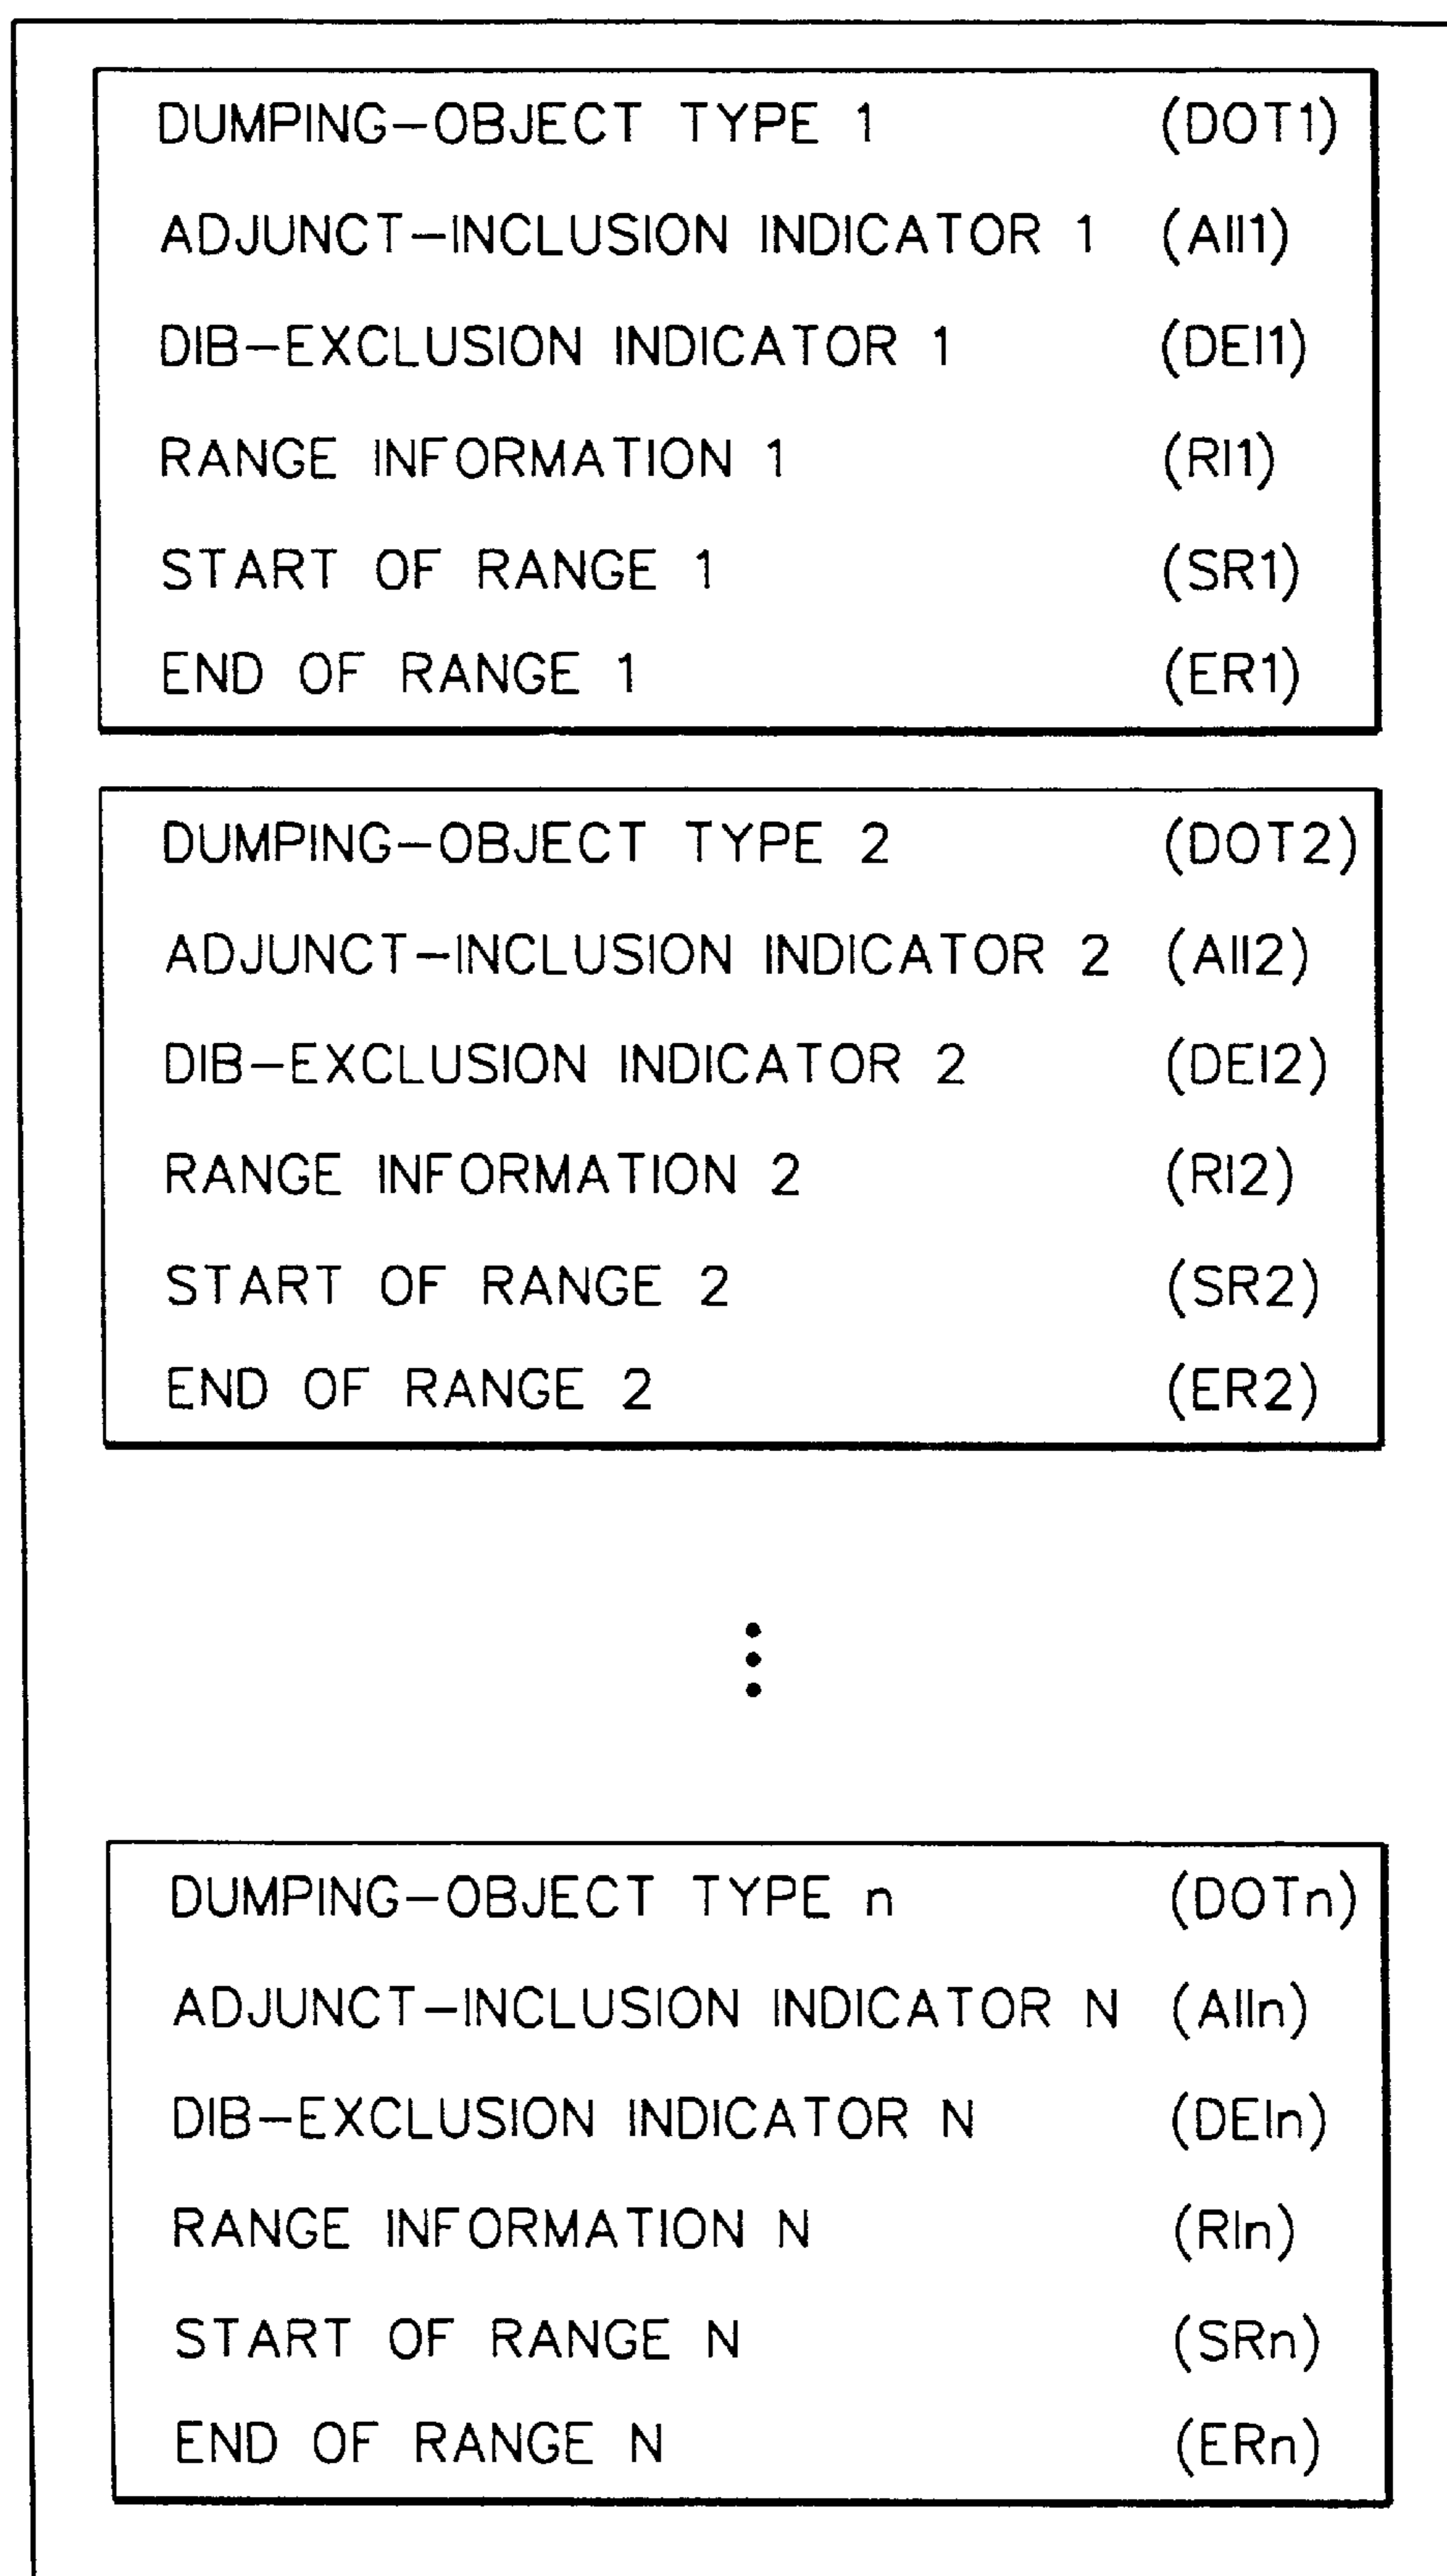 DUMPING-OBJECT TYPE 1 (DOT1)
ADJUNCT-INCLUSION INDICATOR 1 (AII1)
DIB-EXCLUSION INDICATOR 1 (DEI1)
RANGE INFORMATION 1 (RI1)
START OF RANGE 1 (SR1)
END OF RANGE 1 (ER1)
DUMPING-OBJECT TYPE 2 (DOT2)
ADJUNCT-INCLUSION INDICATOR 2 (AII2)
DIB-EXCLUSION INDICATOR 2 (DEI2)
RANGE INFORMATION 2 (RI2)
START OF RANGE 2 (SR2)
END OF RANGE 2 (ER2)
DUMPING-OBJECT TYPE n (DOTn)
ADJUNCT-INCLUSION INDICATOR N (AIIn)
DIB-EXCLUSION INDICATOR N (DEIn)
RANGE INFORMATION N (RIn)
START OF RANGE N (SRn)
END OF RANGE N (ERn)